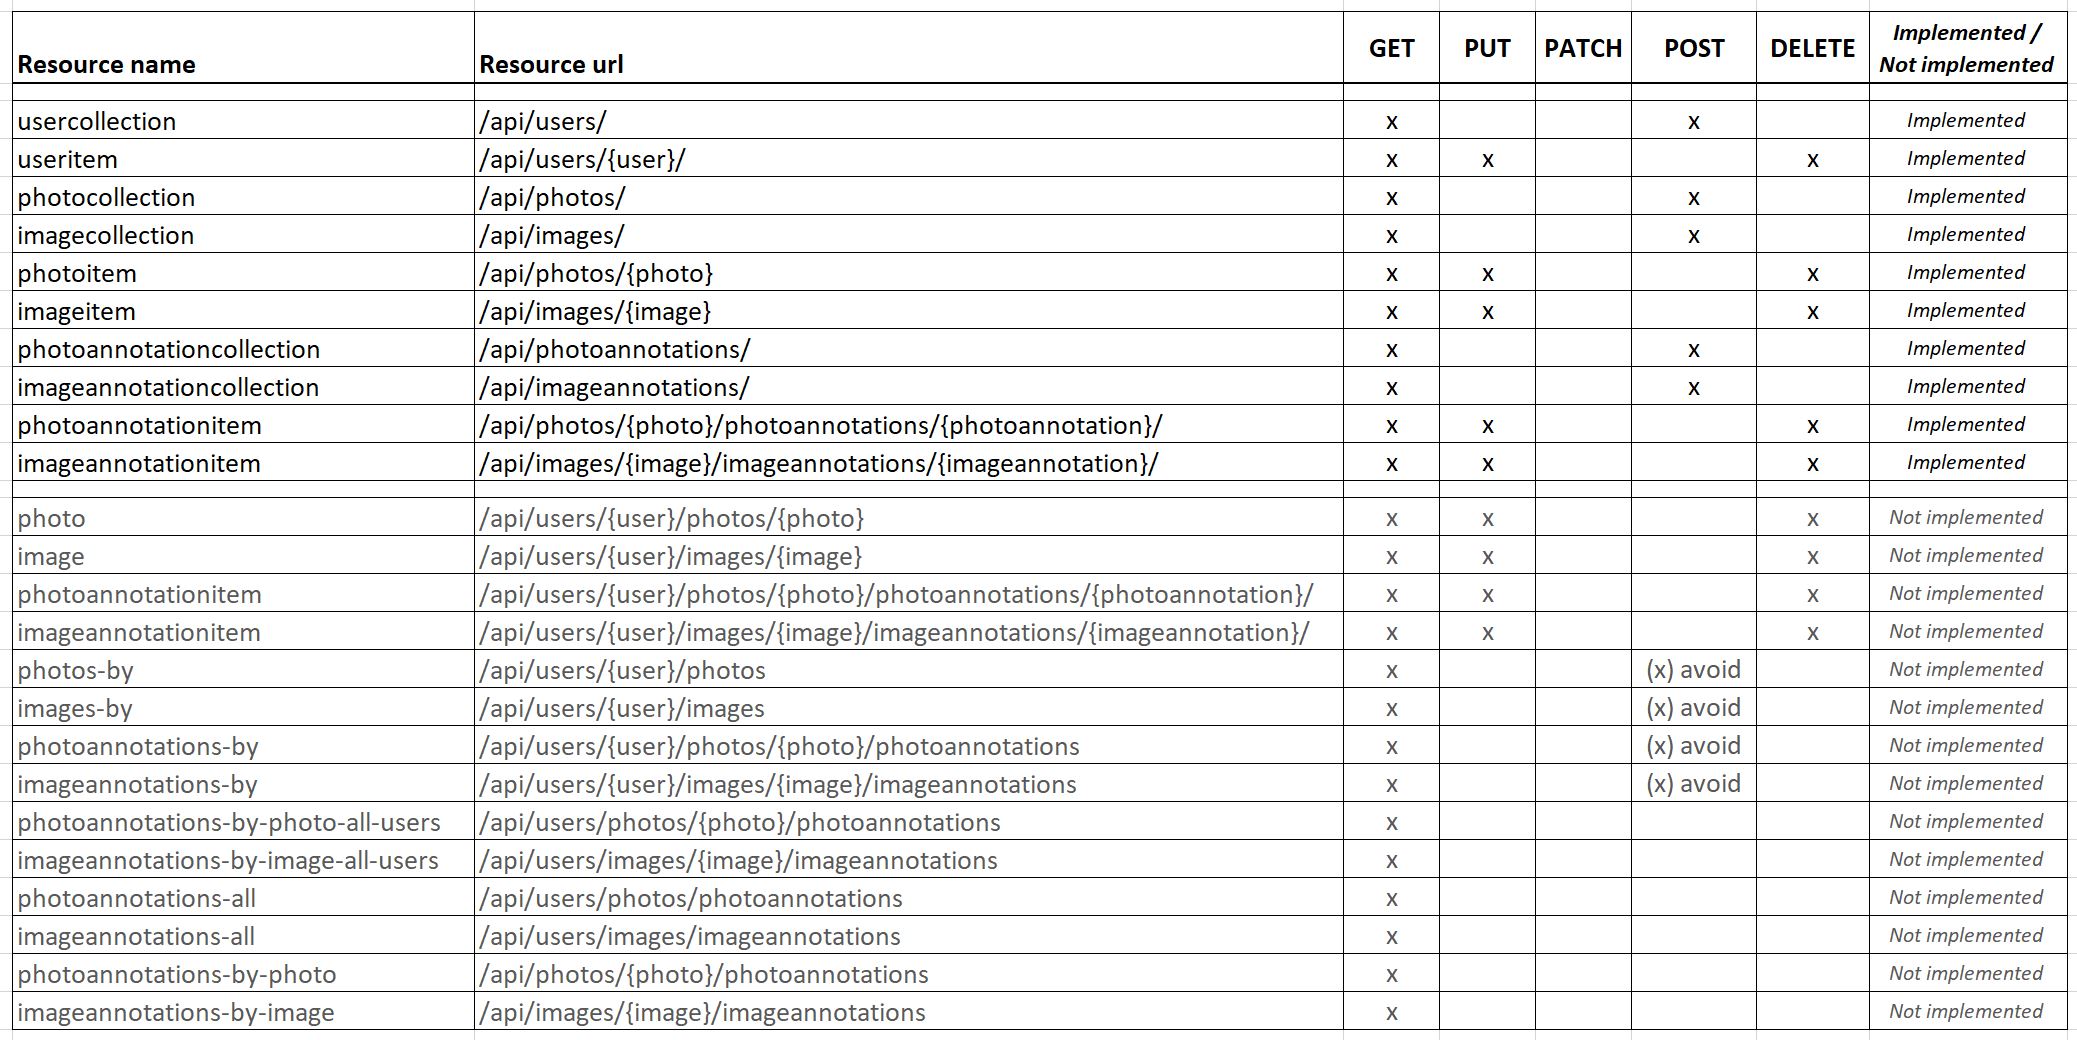 Resource name Resource url GET PUT PATCH POST DELETE Implemented / Not implemented
usercollection /api/users/ x x Implemented
useritem /api/users/{user}/ x x x Implemented
photocollection /api/photos/ x x Implemented
imagecollection /api/images/ x x Implemented
photoitem /api/photos/{photo} x x x Implemented
imageitem /api/images/{image} x x x Implemented
photoannotationcollection /api/photoannotations/ x x Implemented
imageannotationcollection /api/imageannotations/ x x Implemented
photoannotationitem /api/photos/{photo}/photoannotations/{photoannotation}/ x x x Implemented
imageannotationitem /api/images/{image}/imageannotations/{imageannotation}/ x x x Implemented
photo /api/users/{user}/photos/{photo} x x x Not implemented
image /api/users/{user}/images/{image} x x x Not implemented
photoannotationitem /api/users/{user}/photos/{photo}/photoannotations/{photoannotation}/ x x x Not implemented
imageannotationitem /api/users/{user}/images/{image}/imageannotations/{imageannotation}/ x x x Not implemented
photos-by /api/users/{user}/photos x (x) avoid Not implemented
images-by /api/users/{user}/images x (x) avoid Not implemented
photoannotations-by /api/users/{user}/photos/{photo}/photoannotations x (x) avoid Not implemented
imageannotations-by /api/users/{user}/images/{image}/imageannotations x (x) avoid Not implemented
photoannotations-by-photo-all-users /api/users/photos/{photo}/photoannotations x Not implemented
imageannotations-by-image-all-users /api/users/images/{image}/imageannotations x Not implemented
photoannotations-all /api/users/photos/photoannotations x Not implemented
imageannotations-all /api/users/images/imageannotations x Not implemented
photoannotations-by-photo /api/photos/{photo}/photoannotations x Not implemented
imageannotations-by-image /api/images/{image}/imageannotations x Not implemented